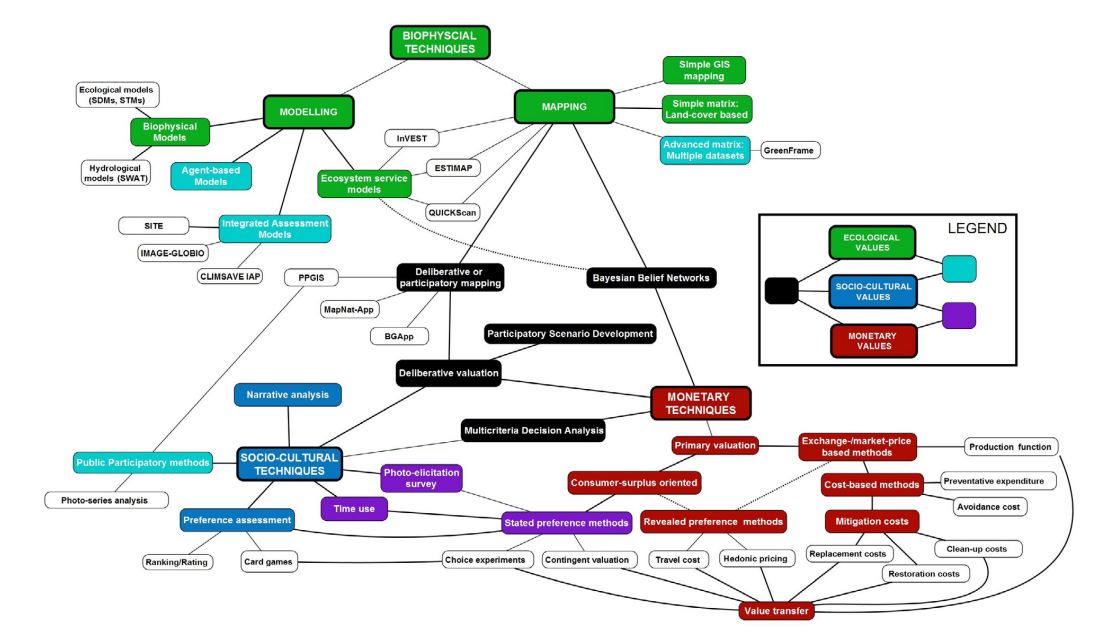 BIOPHYSCIAL
TECHNIQUES
Simple GIS
mapping
Ecological models
(SDMs, STMs)
MODELLING
MAPPING
Simple matrix:
Land-cover based
Biophysical
Models
InVEST
Advanced matrix:
Multiple datasets
GreenFrame
Hydrological
models (SWAT)
Agent-based
Models
ESTIMAP
Ecosystem service
models
QUICKScan
SITE
Integrated Assessment
Models
IMAGE-GLOBIO
CLIMSAVE IAP
LEGEND
ECOLOGICAL
VALUES
SOCIO-CULTURAL
VALUES
MONETARY
VALUES
PPGIS
Deliberative or
participatory mapping
Bayesian Belief Networks
MapNat-App
BGApp
Participatory Scenario Development
Deliberative valuation
Narrative analysis
MONETARY
TECHNIQUES
Multicriteria Decision Analysis
Primary valuation
Exchange-/market-price
based methods
Production function
Public Participatory methods
SOCIO-CULTURAL
TECHNIQUES
Photo-elicitation
survey
Consumer-surplus oriented
Cost-based methods
Preventative expenditure
Photo-series analysis
Time use
Avoidance cost
Preference assessment
Stated preference methods
Revealed preference methods
Mitigation costs
Ranking/Rating
Card games
Choice experiments
Contingent valuation
Travel cost
Hedonic pricing
Replacement costs
Clean-up costs
Restoration costs
Value transfer